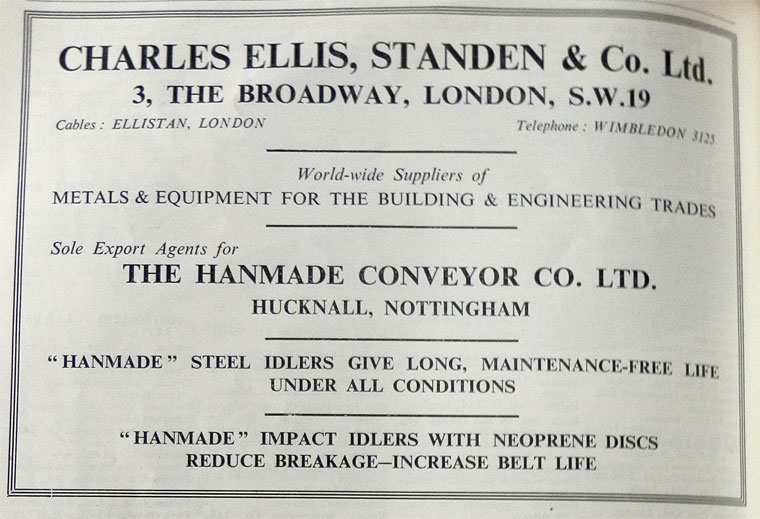 CHARLES ELLIS, STANDEN & Co. Ltd.
3, THE BROADWAY, LONDON, S.W.19
Cables : ELLISTAN, LONDON
Telephone : WIMBLEDON 3125
World-wide Suppliers of
METALS & EQUIPMENT FOR THE BUILDING & ENGINEERING TRADES
Sole Export Agents for
THE HANMADE CONVEYOR CO. LTD.
HUCKNALL, NOTTINGHAM
“HANMADE” STEEL IDLERS GIVE LONG, MAINTENANCE-FREE LIFE
UNDER ALL CONDITIONS
“HANMADE” IMPACT IDLERS WITH NEOPRENE DISCS
REDUCE BREAKAGE—INCREASE BELT LIFE